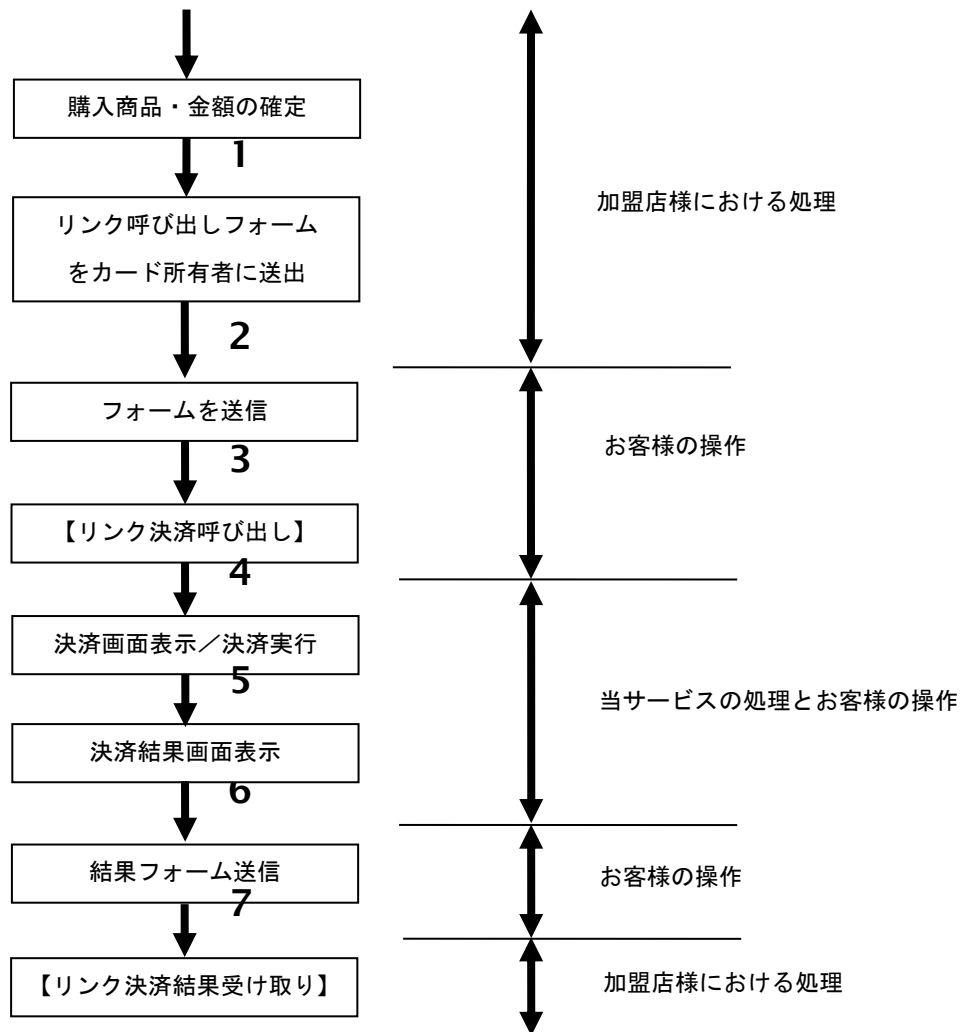 購入商品・金額の確定
1
リンク呼び出しフォーム
をカード所有者に送出
加盟店様における処理
2
フォームを送信
お客様の操作
3
【リンク決済呼び出し】
4
決済画面表示／決済実行
5
当サービスの処理とお客様の操作
決済結果画面表示
6
結果フォーム送信
お客様の操作
7
【リンク決済結果受け取り】
加盟店様における処理